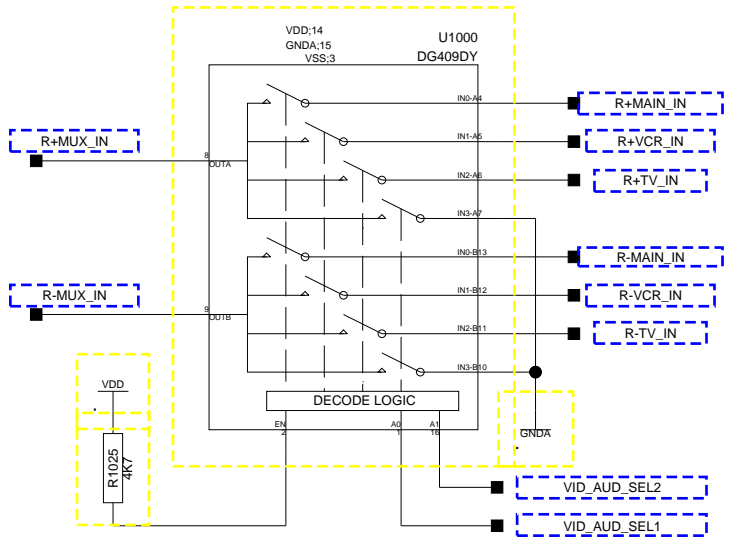 VDD;14
GNDA;15
VSS;3
U1000
DG409DY
IN0-A4
R+MAIN_IN
R+MUX_IN
8
OUTA
IN1-A5
R+VCR_IN
IN2-A6
R+TV_IN
IN3-A7
IN0-B13
R-MAIN_IN
R-MUX_IN
9
OUTB
IN1-B12
R-VCR_IN
IN2-B11
R-TV_IN
IN3-B10
VDD
DECODE LOGIC
EN
2
A0
1
A1
16
GNDA
R1025
4K7
VID_AUD_SEL2
VID_AUD_SEL1